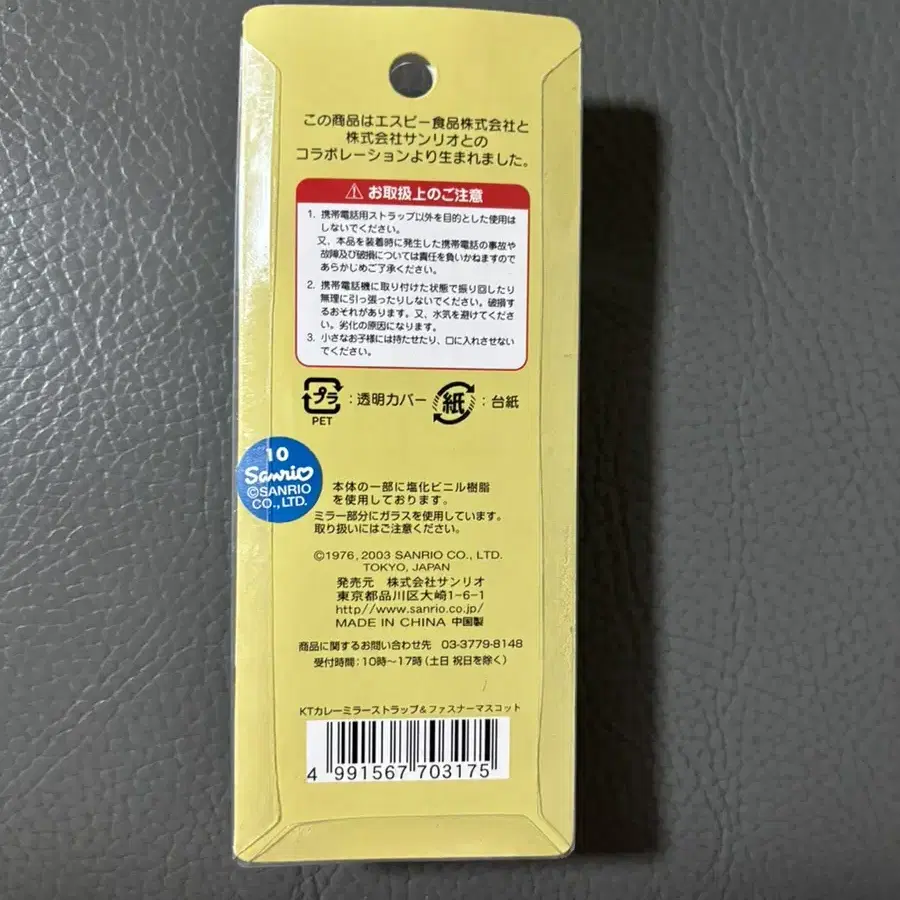 この商品はエスビー食品株式会社と
株式会社サンリオとの
コラボレーションより生まれました。
お取扱上のご注意
1. 携帯電話用ストラップ以外を目的とした使用は
しないでください。
又、本品を装着時に発生した携帯電話の事故や
故障及び破損については責任を負いかねますので
あらかじめご了承ください。
2. 携帯電話機に取り付けた状態で振り回したり
無理に引っ張ったりしないでください。破損す
るおそれがあります。又、水気を避けてくださ
い。劣化の原因になります。
3. 小さなお子様には持たせたり、口に入れさせない
でください。
プラ :透明カバー 紙 :台紙
PET
10
Sanrio
©SANRIO
CO.,LTD.
本体の一部に塩化ビニル樹脂
を使用しております。
ミラー部分にガラスを使用しています。
取り扱いにはご注意ください。
©1976, 2003 SANRIO CO., LTD.
TOKYO, JAPAN
発売元 株式会社サンリオ
東京都品川区大崎1-6-1
http://www.sanrio.co.jp/
MADE IN CHINA 中国製
商品に関するお問い合わせ先 03-3779-8148
受付時間:10時〜17時(土日 祝日を除く)
KTカレーミラーストラップ&ファスナーマスコット
4 991567 703175